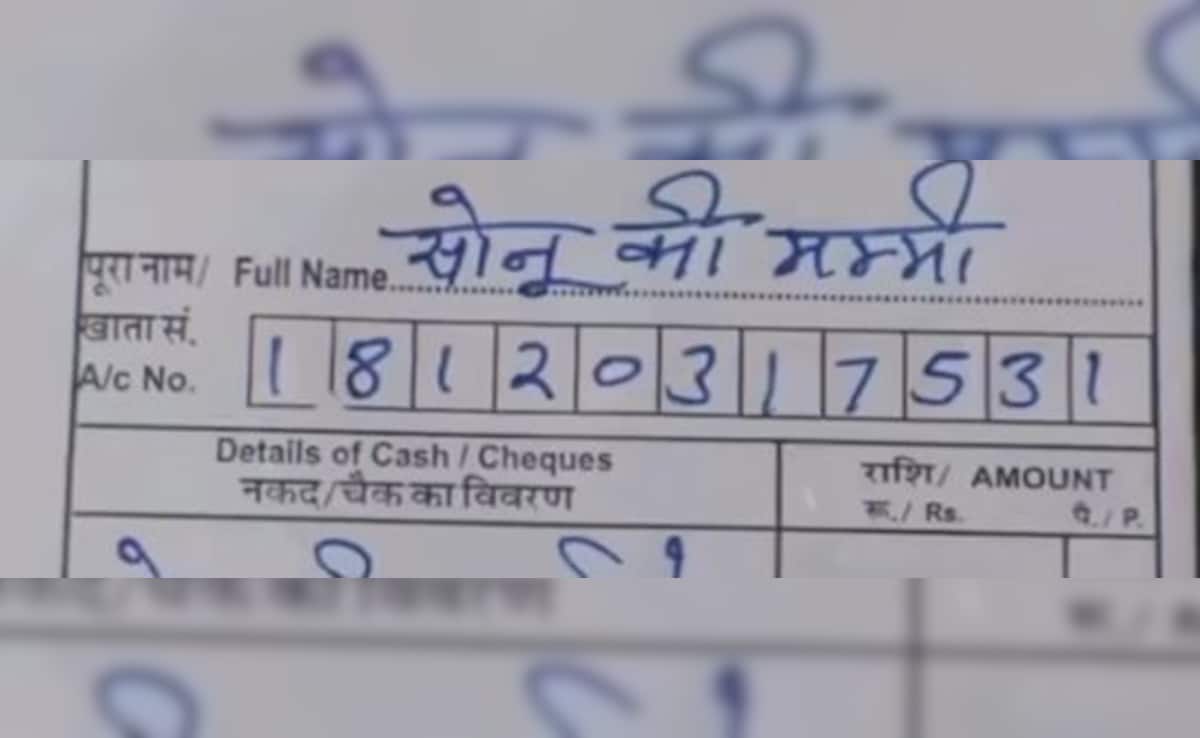 सोनू की मम्मी
पूरा नाम/ Full Name
खाता सं.
A/c No. 1 8 1 2 0 3 1 7 5 3 1
Details of Cash / Cheques
नकद/चैक का विवरण
राशि/ AMOUNT
रू./ Rs. पै./ P.